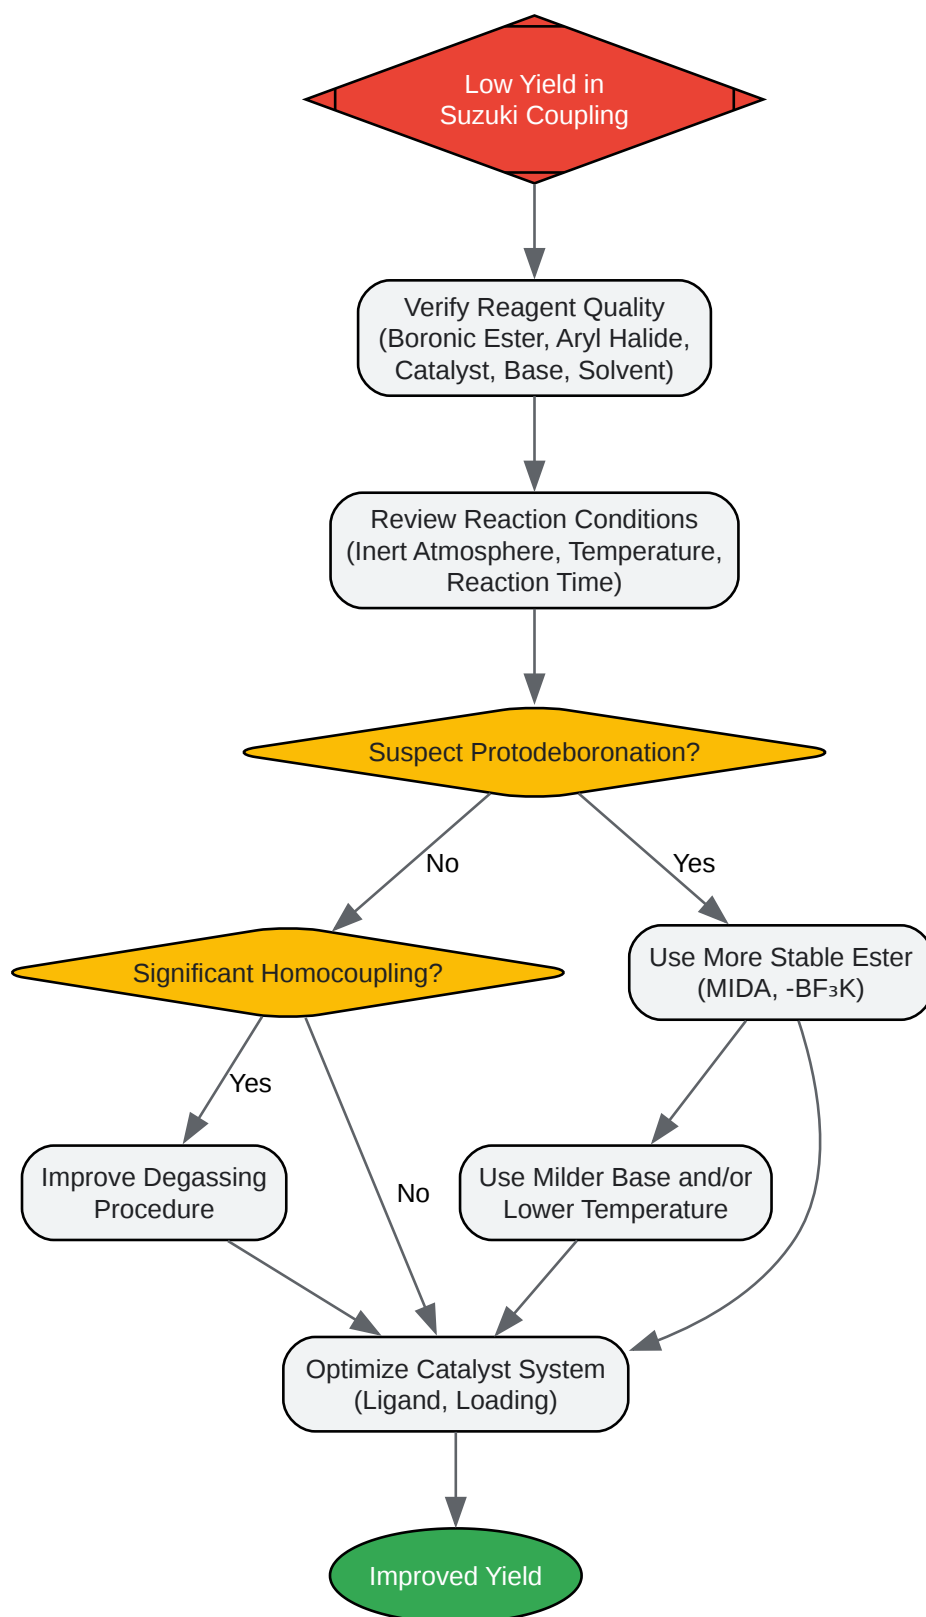 Low Yield in
Suzuki Coupling
Verify Reagent Quality
(Boronic Ester, Aryl Halide,
Catalyst, Base, Solvent)
Review Reaction Conditions
(Inert Atmosphere, Temperature,
Reaction Time)
Suspect Protodeboronation?
No
Yes
Significant Homocoupling?
Use More Stable Ester
(MIDA, -BF₃K)
Yes
No
Improve Degassing
Procedure
Use Milder Base and/or
Lower Temperature
Optimize Catalyst System
(Ligand, Loading)
Improved Yield